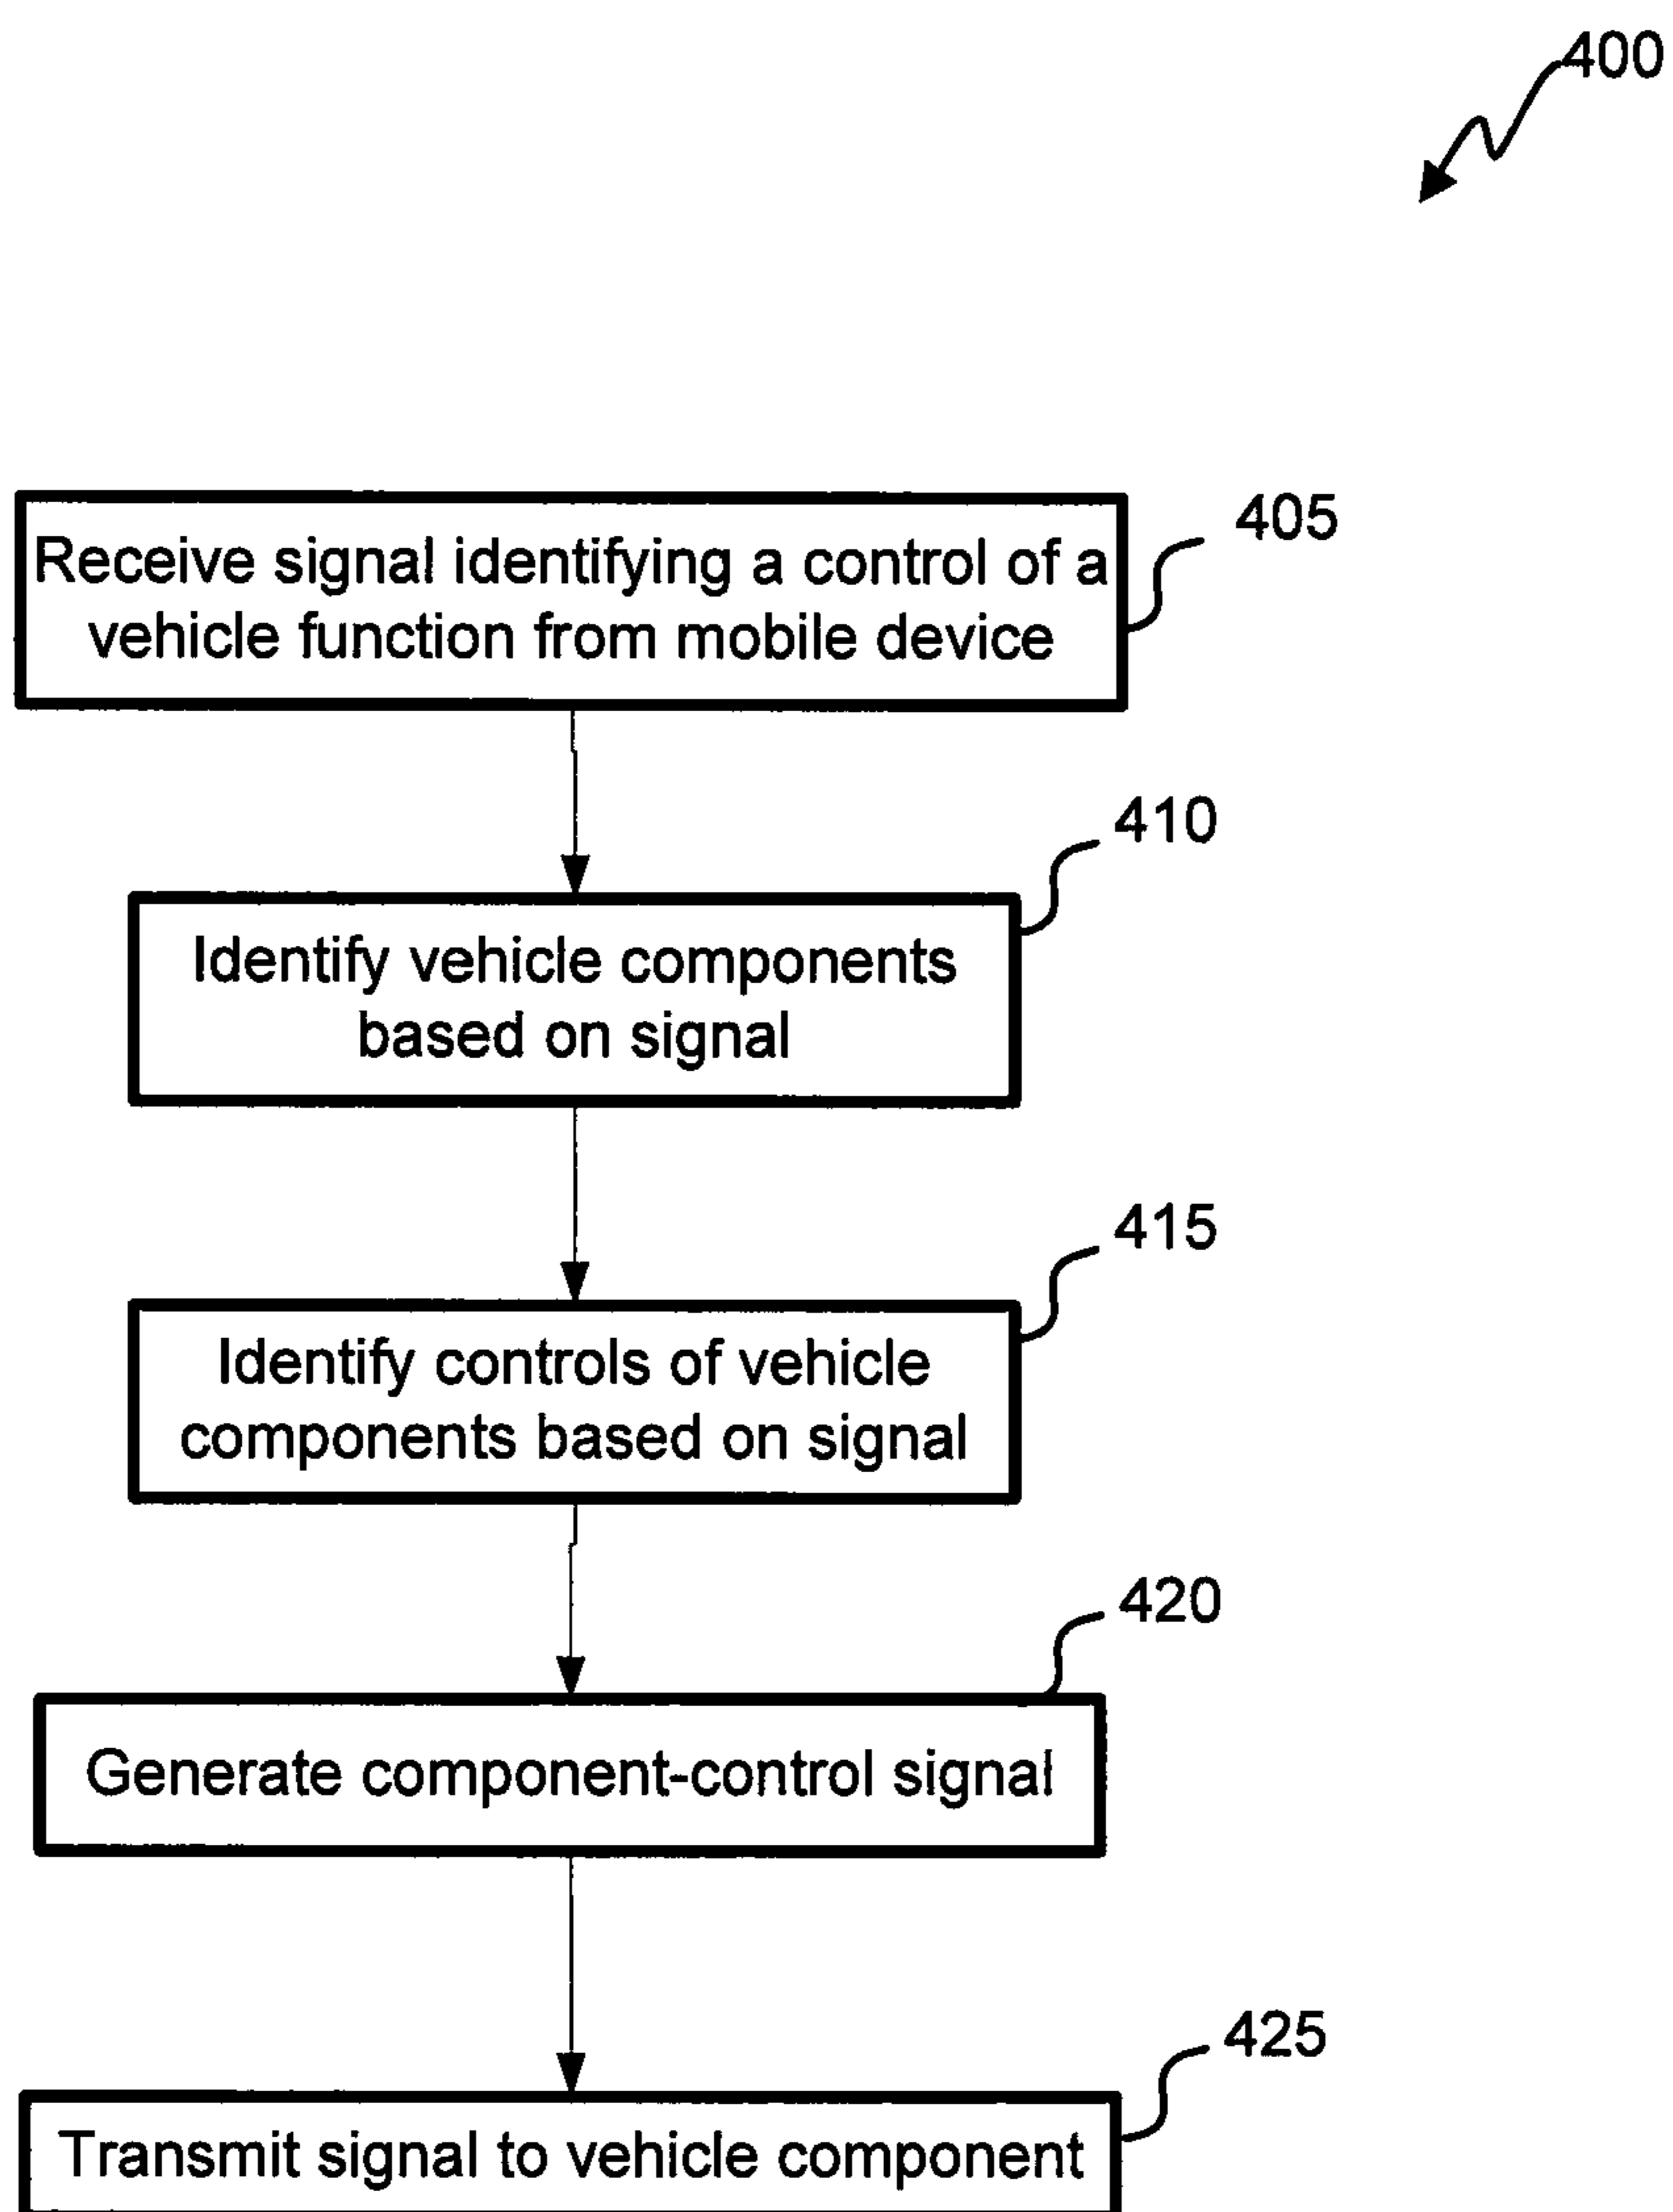 400
405
Receive signal identifying a control of a
vehicle function from mobile device
410
Identify vehicle components
based on signal
415
Identify controls of vehicle
components based on signal
420
Generate component-control signal
425
Transmit signal to vehicle component